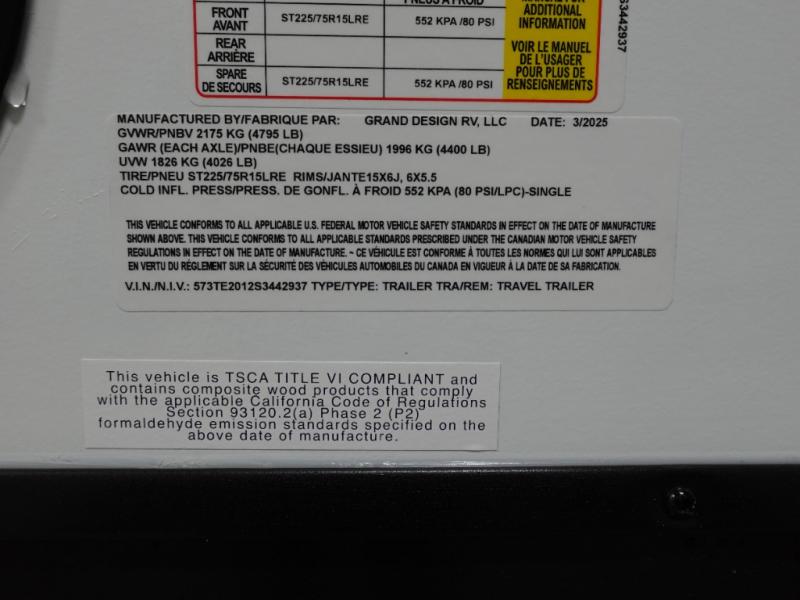 PNEUS À FROID
MANUAL FOR
ADDITIONAL
INFORMATION
FRONT
AVANT
ST225/75R15LRE
552 KPA /80 PSI
REAR
ARRIÈRE
VOIR LE MANUEL
DE L'USAGER
POUR PLUS DE
RENSEIGNEMENTS
SPARE
DE SECOURS
ST225/75R15LRE
552 KPA /80 PSI
S3442937
MANUFACTURED BY/FABRIQUE PAR: GRAND DESIGN RV, LLC DATE: 3/2025
GVWR/PNBV 2175 KG (4795 LB)
GAWR (EACH AXLE)/PNBE(CHAQUE ESSIEU) 1996 KG (4400 LB)
UVW 1826 KG (4026 LB)
TIRE/PNEU ST225/75R15LRE RIMS/JANTE15X6J, 6X5.5
COLD INFL. PRESS/PRESS. DE GONFL. À FROID 552 KPA (80 PSI/LPC)-SINGLE
THIS VEHICLE CONFORMS TO ALL APPLICABLE U.S. FEDERAL MOTOR VEHICLE SAFETY STANDARDS IN EFFECT ON THE DATE OF MANUFACTURE
SHOWN ABOVE. THIS VEHICLE CONFORMS TO ALL APPLICABLE STANDARDS PRESCRIBED UNDER THE CANADIAN MOTOR VEHICLE SAFETY
REGULATIONS IN EFFECT ON THE DATE OF MANUFACTURE. ~ CE VÉHICULE EST CONFORME À TOUTES LES NORMES QUI LUI SONT APPLICABLES
EN VERTU DU RÈGLEMENT SUR LA SÉCURITÉ DES VÉHICULES AUTOMOBILES DU CANADA EN VIGUEUR À LA DATE DE SA FABRICATION.
V.I.N./N.I.V.: 573TE2012S3442937 TYPE/TYPE: TRAILER TRA/REM: TRAVEL TRAILER
This vehicle is TSCA TITLE VI COMPLIANT and
contains composite wood products that comply
with the applicable California Code of Regulations
Section 93120.2(a) Phase 2 (P2)
formaldehyde emission standards specified on the
above date of manufacture.